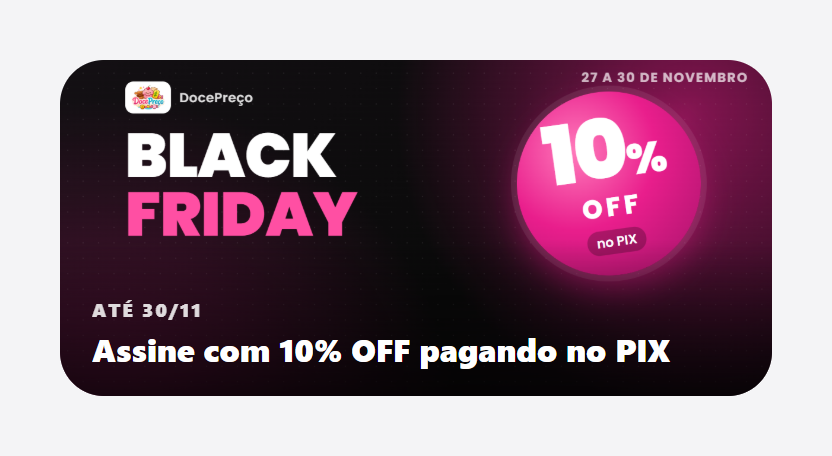 27 A 30 DE NOVEMBRO
DocePreço
DocePreço
BLACK
FRIDAY
10%
OFF
no PIX
ATÉ 30/11
Assine com 10% OFF pagando no PIX